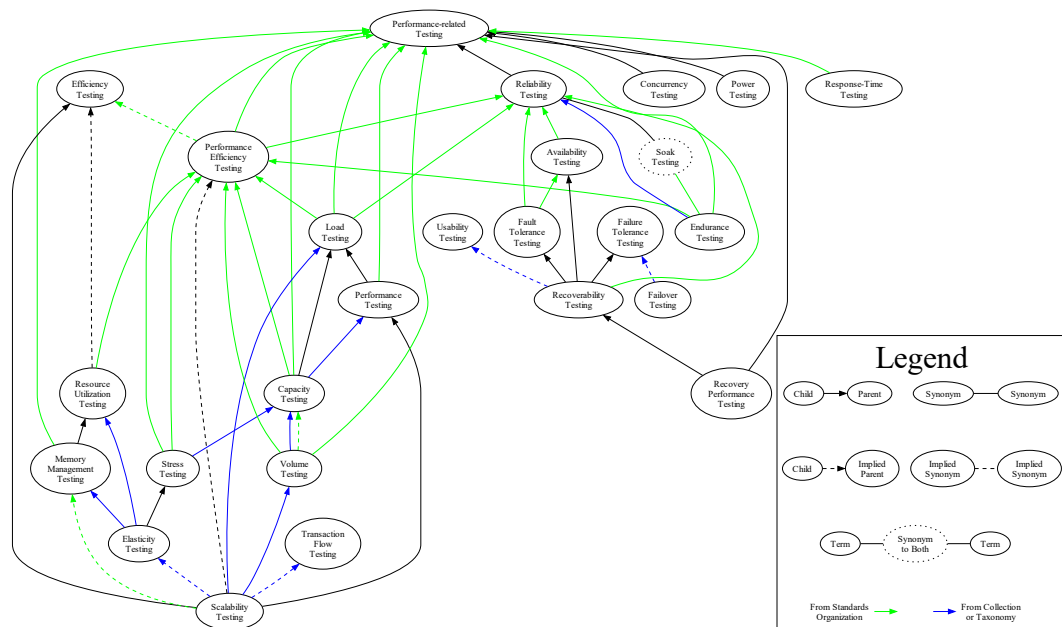 Performance-related
Testing
Efficiency
Testing
Reliability
Testing
Concurrency
Testing
Power
Testing
Response-Time
Testing
Performance
Efficiency
Testing
Availability
Testing
Soak
Testing
Load
Testing
Usability
Testing
Fault
Tolerance
Testing
Failure
Tolerance
Testing
Endurance
Testing
Performance
Testing
Recoverability
Testing
Failover
Testing
Resource
Utilization
Testing
Capacity
Testing
Recovery
Performance
Testing
Memory
Management
Testing
Stress
Testing
Volume
Testing
Elasticity
Testing
Transaction
Flow
Testing
Scalability
Testing
Legend
Child
Parent
Synonym
Synonym
Child
Implied
Parent
Implied
Synonym
Implied
Synonym
Term
Synonym
to Both
Term
From Standards
Organization
From Collection
or Taxonomy